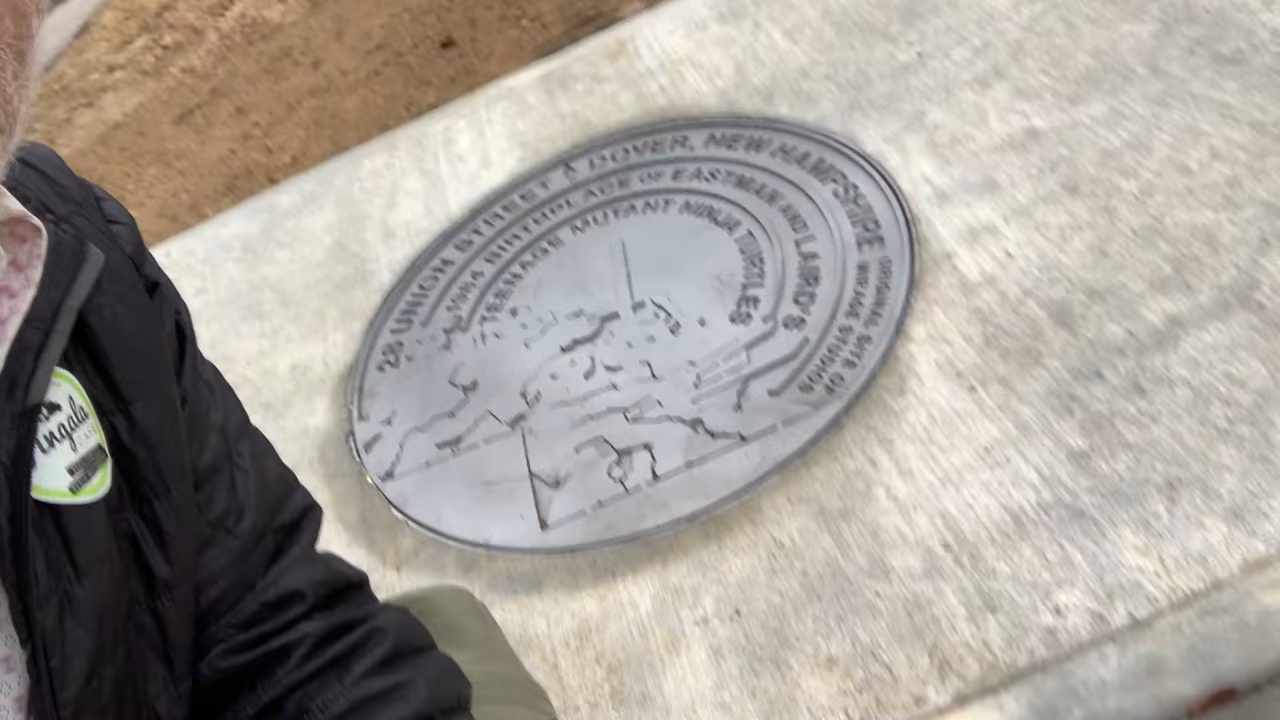 28 UNION STREET DOVER, NEW HAMPSHIRE
1984 BIRTHPLACE OF EASTMAN AND LAIRD'S
TEENAGE MUTANT NINJA TURTLES
ORIGINAL SITE OF
MIRAGE STUDIOS
ingala